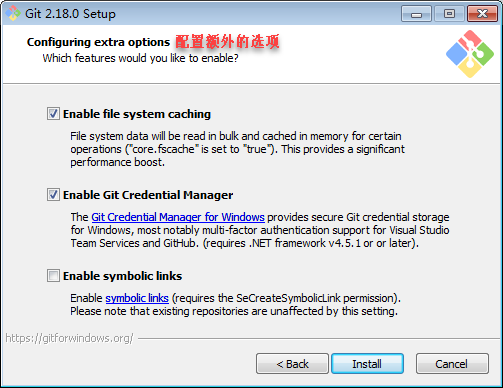 Git 2.18.0 Setup
Configuring extra options 配置额外的选项
Which features would you like to enable?
Enable file system caching
File system data will be read in bulk and cached in memory for certain
operations ("core.fscache" is set to "true"). This provides a significant
performance boost.
Enable Git Credential Manager
The Git Credential Manager for Windows provides secure Git credential storage
for Windows, most notably multi-factor authentication support for Visual Studio
Team Services and GitHub. (requires .NET framework v4.5.1 or or later).
Enable symbolic links
Enable symbolic links (requires the SeCreateSymbolicLink permission).
Please note that existing repositories are unaffected by this setting.
https://gitforwindows.org/
< Back Install Cancel